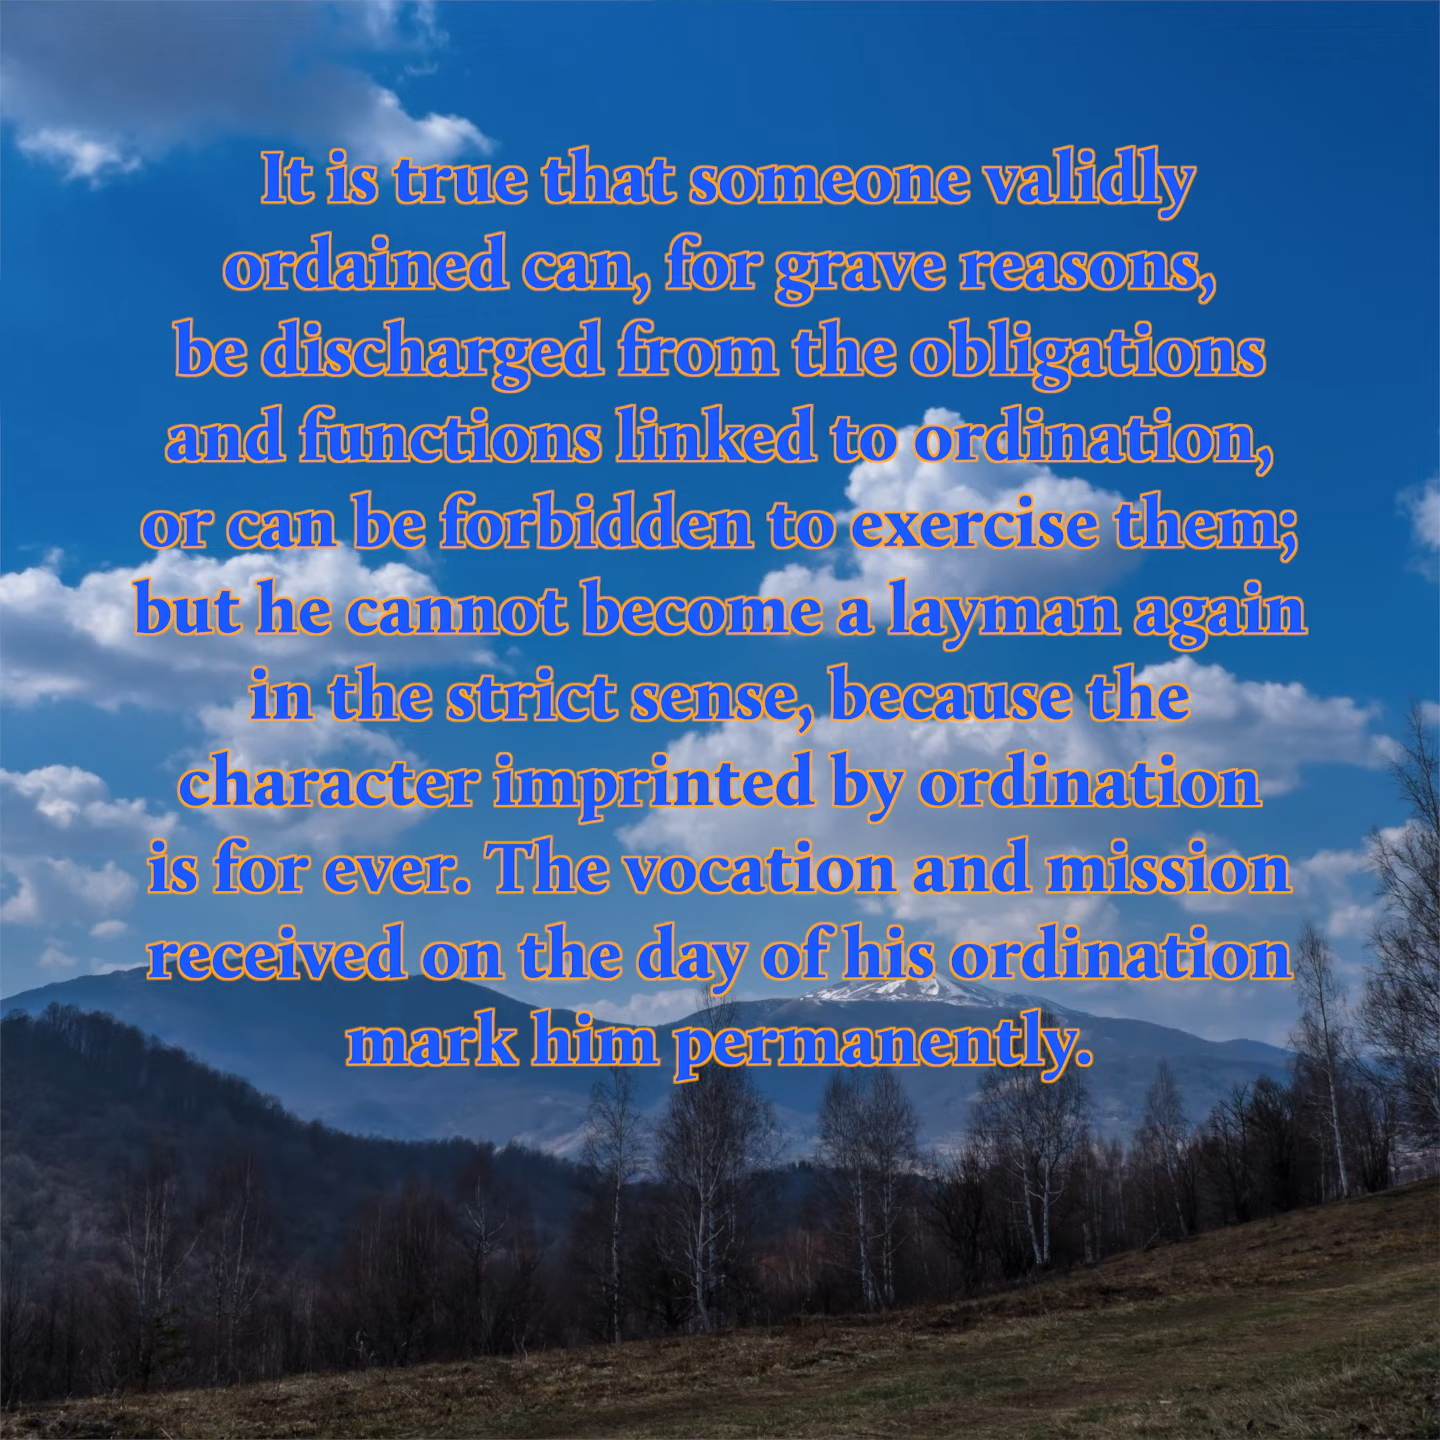 It is true that someone validly
ordained can, for grave reasons,
be discharged from the obligations
and functions linked to ordination,
or can be forbidden to exercise them;
but he cannot become a layman again
in the strict sense, because the
character imprinted by ordination
is for ever. The vocation and mission
received on the day of his ordination
mark him permanently.